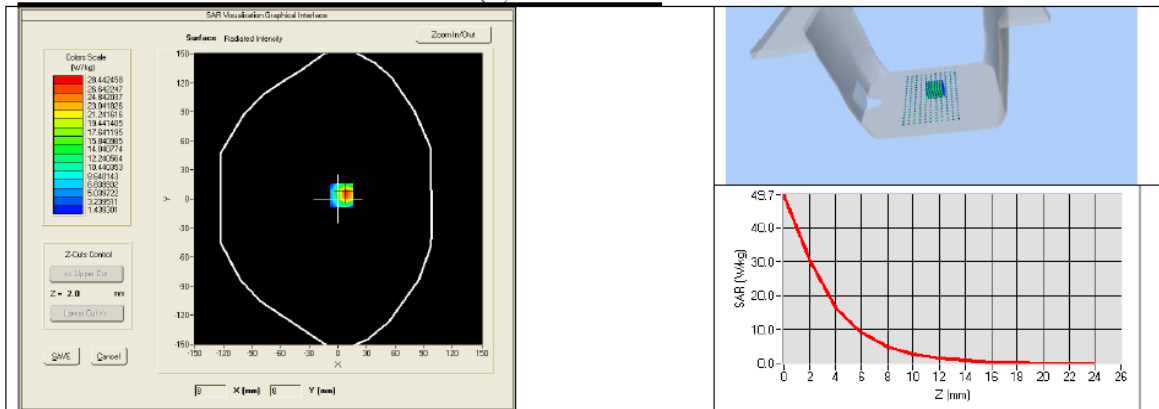 SAR Visualisation Graphical Interface
Surface Radiated Intensity
Zoom In/Out
Colors Scale
(W/kg)
28.442458
26.642247
24.842037
23.041826
21.241616
19.441405
17.641195
15.840985
14.040774
12.240564
10.440353
8.640143
6.839932
5.039722
3.239511
1.439301
150
120
90
60
30
0
-30
-60
-90
-120
-150
Y
-150 -120 -90 -60 -30 0 30 60 90 120 150
X
Z-Cuts Control
<< Upper Cut
Z = 2.0 mm
Lower Cut >>
SAVE Cancel
8 X (mm) 8 Y (mm)
49.7
40.0
30.0
20.0
10.0
0.0
SAR (W/kg)
0 2 4 6 8 10 12 14 16 18 20 22 24 26
Z (mm)